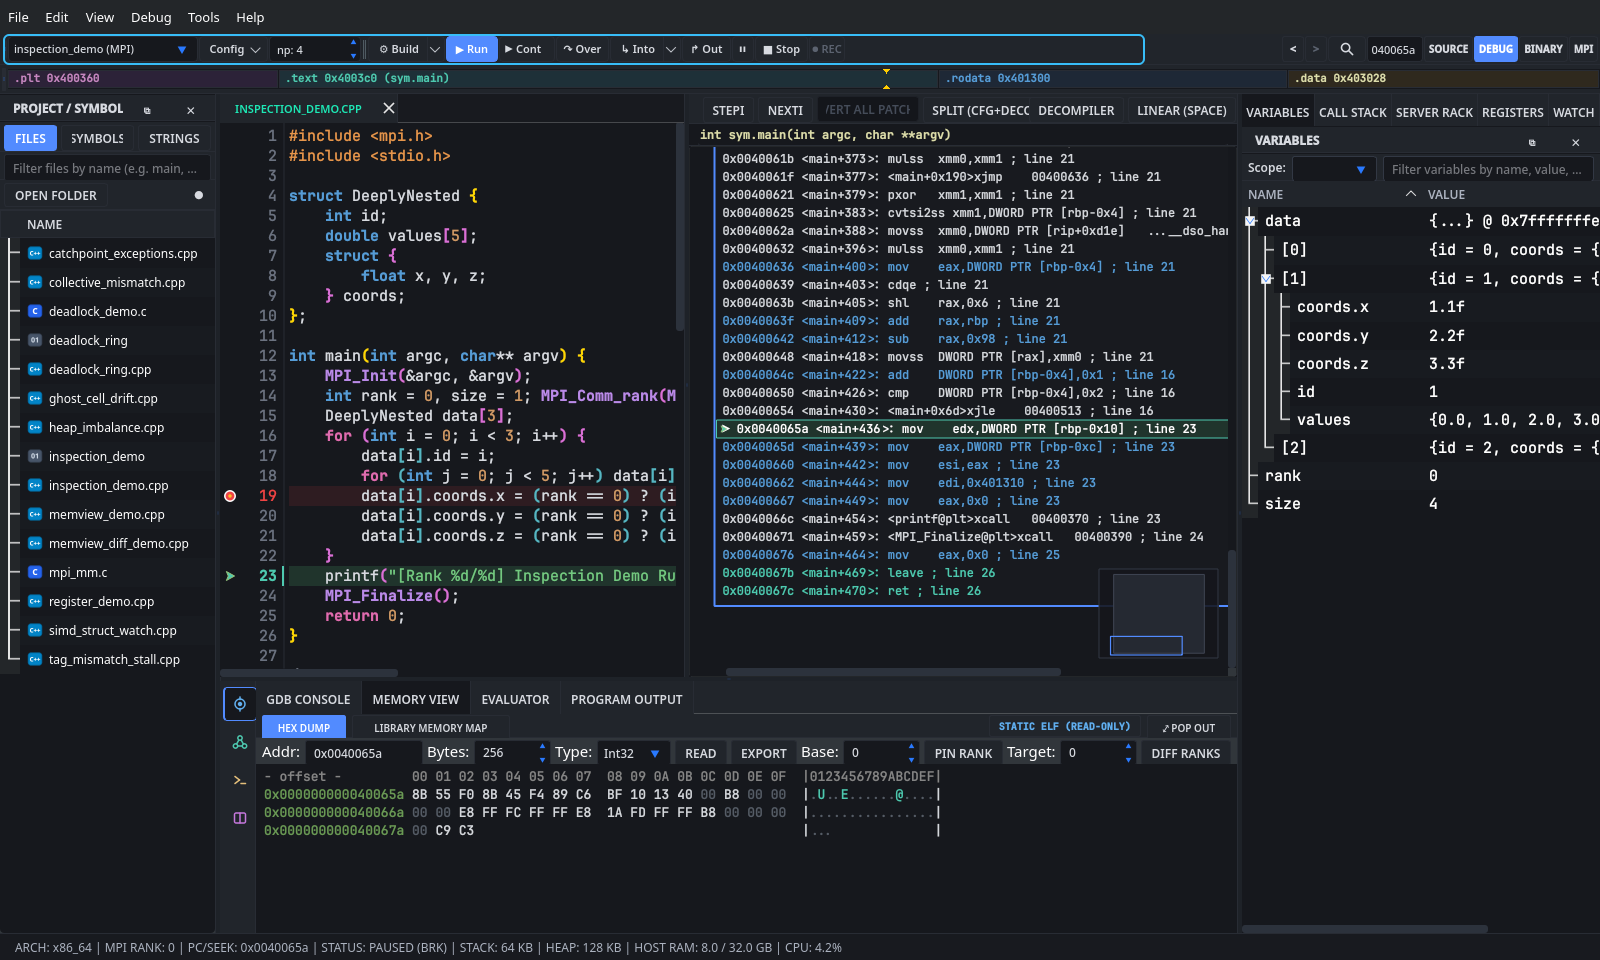 File Edit View Debug Tools Help
inspection_demo (MPI) Config np: 4 Build Run Cont Over Into Out Stop REC < > 040065a SOURCE DEBUG BINARY MPI
.plt 0x400360 .text 0x4003c0 (sym.main) .rodata 0x401300 .data 0x403028
PROJECT / SYMBOL
FILES SYMBOLS STRINGS
Filter files by name (e.g. main, ...
OPEN FOLDER
NAME
catchpoint_exceptions.cpp
collective_mismatch.cpp
deadlock_demo.c
deadlock_ring
deadlock_ring.cpp
ghost_cell_drift.cpp
heap_imbalance.cpp
inspection_demo
inspection_demo.cpp
memview_demo.cpp
memview_diff_demo.cpp
mpi_mm.c
register_demo.cpp
simd_struct_watch.cpp
tag_mismatch_stall.cpp
INSPECTION_DEMO.CPP
1 #include <mpi.h>
2 #include <stdio.h>
3
4 struct DeeplyNested {
5 int id;
6 double values[5];
7 struct {
8 float x, y, z;
9 } coords;
10 };
11
12 int main(int argc, char** argv) {
13 MPI_Init(&argc, &argv);
14 int rank = 0, size = 1; MPI_Comm_rank(M
15 DeeplyNested data[3];
16 for (int i = 0; i < 3; i++) {
17 data[i].id = i;
18 for (int j = 0; j < 5; j++) data[i]
19 data[i].coords.x = (rank == 0) ? (i
20 data[i].coords.y = (rank == 0) ? (i
21 data[i].coords.z = (rank == 0) ? (i
22 }
23 printf("[Rank %d/%d] Inspection Demo Ru
24 MPI_Finalize();
25 return 0;
26 }
27
STEPI NEXTI /ERT ALL PATCH SPLIT (CFG+DECC DECOMPILER LINEAR (SPACE)
int sym.main(int argc, char **argv)
0x0040061b <main+373>: mulss xmm0,xmm1 ; line 21
0x0040061f <main+377>: <main+0x190>xjmp 00400636 ; line 21
0x00400621 <main+379>: pxor xmm1,xmm1 ; line 21
0x00400625 <main+383>: cvtsi2ss xmm1,DWORD PTR [rbp-0x4] ; line 21
0x0040062a <main+388>: movss xmm0,DWORD PTR [rip+0xd1e] ...__dso_har
0x00400632 <main+396>: mulss xmm0,xmm1 ; line 21
0x00400636 <main+400>: mov eax,DWORD PTR [rbp-0x4] ; line 21
0x00400639 <main+403>: cdqe ; line 21
0x0040063b <main+405>: shl rax,0x6 ; line 21
0x0040063f <main+409>: add rax,rbp ; line 21
0x00400642 <main+412>: sub rax,0x98 ; line 21
0x00400648 <main+418>: movss DWORD PTR [rax],xmm0 ; line 21
0x0040064c <main+422>: add DWORD PTR [rbp-0x4],0x1 ; line 16
0x00400650 <main+426>: cmp DWORD PTR [rbp-0x4],0x2 ; line 16
0x00400654 <main+430>: <main+0x6d>xjle 00400513 ; line 16
0x0040065a <main+436>: mov edx,DWORD PTR [rbp-0x10] ; line 23
0x0040065d <main+439>: mov eax,DWORD PTR [rbp-0xc] ; line 23
0x00400660 <main+442>: mov esi,eax ; line 23
0x00400662 <main+444>: mov edi,0x401310 ; line 23
0x00400667 <main+449>: mov eax,0x0 ; line 23
0x0040066c <main+454>: <printf@plt>xcall 00400370 ; line 23
0x00400671 <main+459>: <MPI_Finalize@plt>xcall 00400390 ; line 24
0x00400676 <main+464>: mov eax,0x0 ; line 25
0x0040067b <main+469>: leave ; line 26
0x0040067c <main+470>: ret ; line 26
VARIABLES CALL STACK SERVER RACK REGISTERS WATCH
VARIABLES
Scope: Filter variables by name, value, ...
NAME VALUE
data {...} @ 0x7fffffffe
[0] {id = 0, coords = {
[1] {id = 1, coords = {
coords.x 1.1f
coords.y 2.2f
coords.z 3.3f
id 1
values {0.0, 1.0, 2.0, 3.0
[2] {id = 2, coords = {
rank 0
size 4
GDB CONSOLE MEMORY VIEW EVALUATOR PROGRAM OUTPUT
HEX DUMP LIBRARY MEMORY MAP STATIC ELF (READ-ONLY) POP OUT
Addr: 0x0040065a Bytes: 256 Type: Int32 READ EXPORT Base: 0 PIN RANK Target: 0 DIFF RANKS
- offset - 00 01 02 03 04 05 06 07 08 09 0A 0B 0C 0D 0E 0F |0123456789ABCDEF|
0x000000000040065a 8B 55 F0 8B 45 F4 89 C6 BF 10 13 40 00 B8 00 00 |.U..E......@....|
0x000000000040066a 00 00 E8 FF FC FF FF E8 1A FD FF FF B8 00 00 00 |................|
0x000000000040067a 00 C9 C3 |... |
ARCH: x86_64 | MPI RANK: 0 | PC/SEEK: 0x0040065a | STATUS: PAUSED (BRK) | STACK: 64 KB | HEAP: 128 KB | HOST RAM: 8.0 / 32.0 GB | CPU: 4.2%